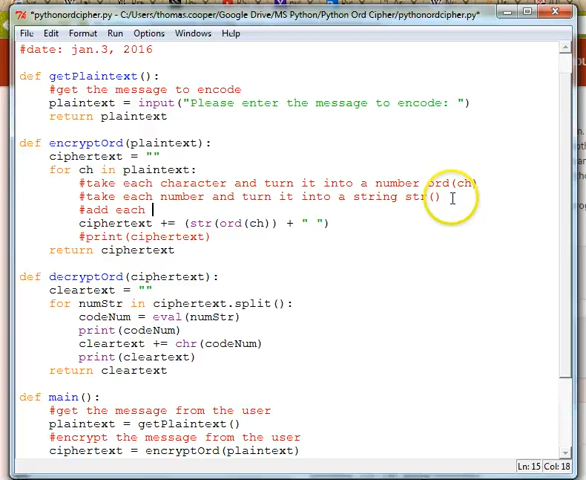 *pythonordcipher.py - C:/Users/thomas.cooper/Google Drive/MS Python/Python Ord Cipher/pythonordcipher.py*
File Edit Format Run Options Windows Help
#date: jan.3, 2016
def getPlaintext():
    #get the message to encode
    plaintext = input("Please enter the message to encode: ")
    return plaintext
def encryptOrd(plaintext):
    ciphertext = ""
    for ch in plaintext:
        #take each character and turn it into a number ord(ch)
        #take each number and turn it into a string str()
        #add each
        ciphertext += (str(ord(ch)) + " ")
        #print(ciphertext)
    return ciphertext
def decryptOrd(ciphertext):
    cleartext = ""
    for numStr in ciphertext.split():
        codeNum = eval(numStr)
        print(codeNum)
        cleartext += chr(codeNum)
        print(cleartext)
    return cleartext
def main():
    #get the message from the user
    plaintext = getPlaintext()
    #encrypt the message from the user
    ciphertext = encryptOrd(plaintext)
Ln: 15 Col: 18